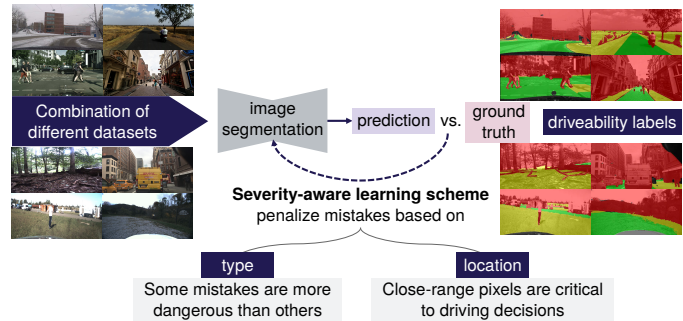 Combination of
different datasets
image
segmentation
prediction
vs.
ground
truth
driveability labels
Severity-aware learning scheme
penalize mistakes based on
type
Some mistakes are more
dangerous than others
location
Close-range pixels are critical
to driving decisions